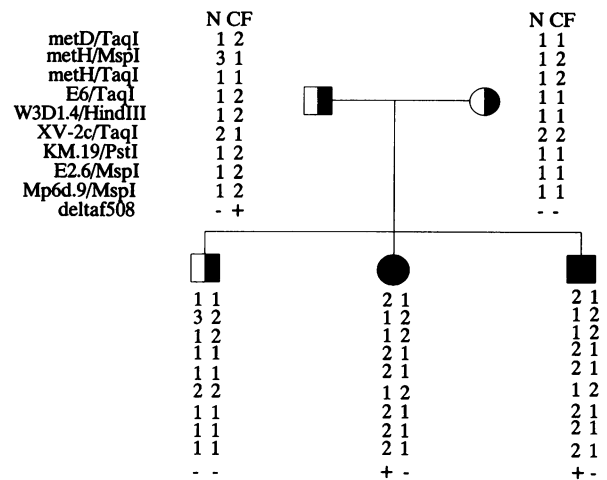 N CF N CF
metD/TaqI 1 2 1 1
metH/MspI 3 1 1 2
metH/TaqI 1 1 1 2
E6/TaqI 1 2 1 1
W3D1.4/HindIII 1 2 1 1
XV-2c/TaqI 2 1 2 2
KM.19/PstI 1 2 1 1
E2.6/MspI 1 2 1 1
Mp6d.9/MspI 1 2 1 1
deltaf508 - + - -
1 1 2 1 2 1
3 2 1 2 1 2
1 2 1 2 1 2
1 1 2 1 2 1
1 1 2 1 2 1
2 2 1 2 1 2
1 1 2 1 2 1
1 1 2 1 2 1
1 1 2 1 2 1
- - + - + -